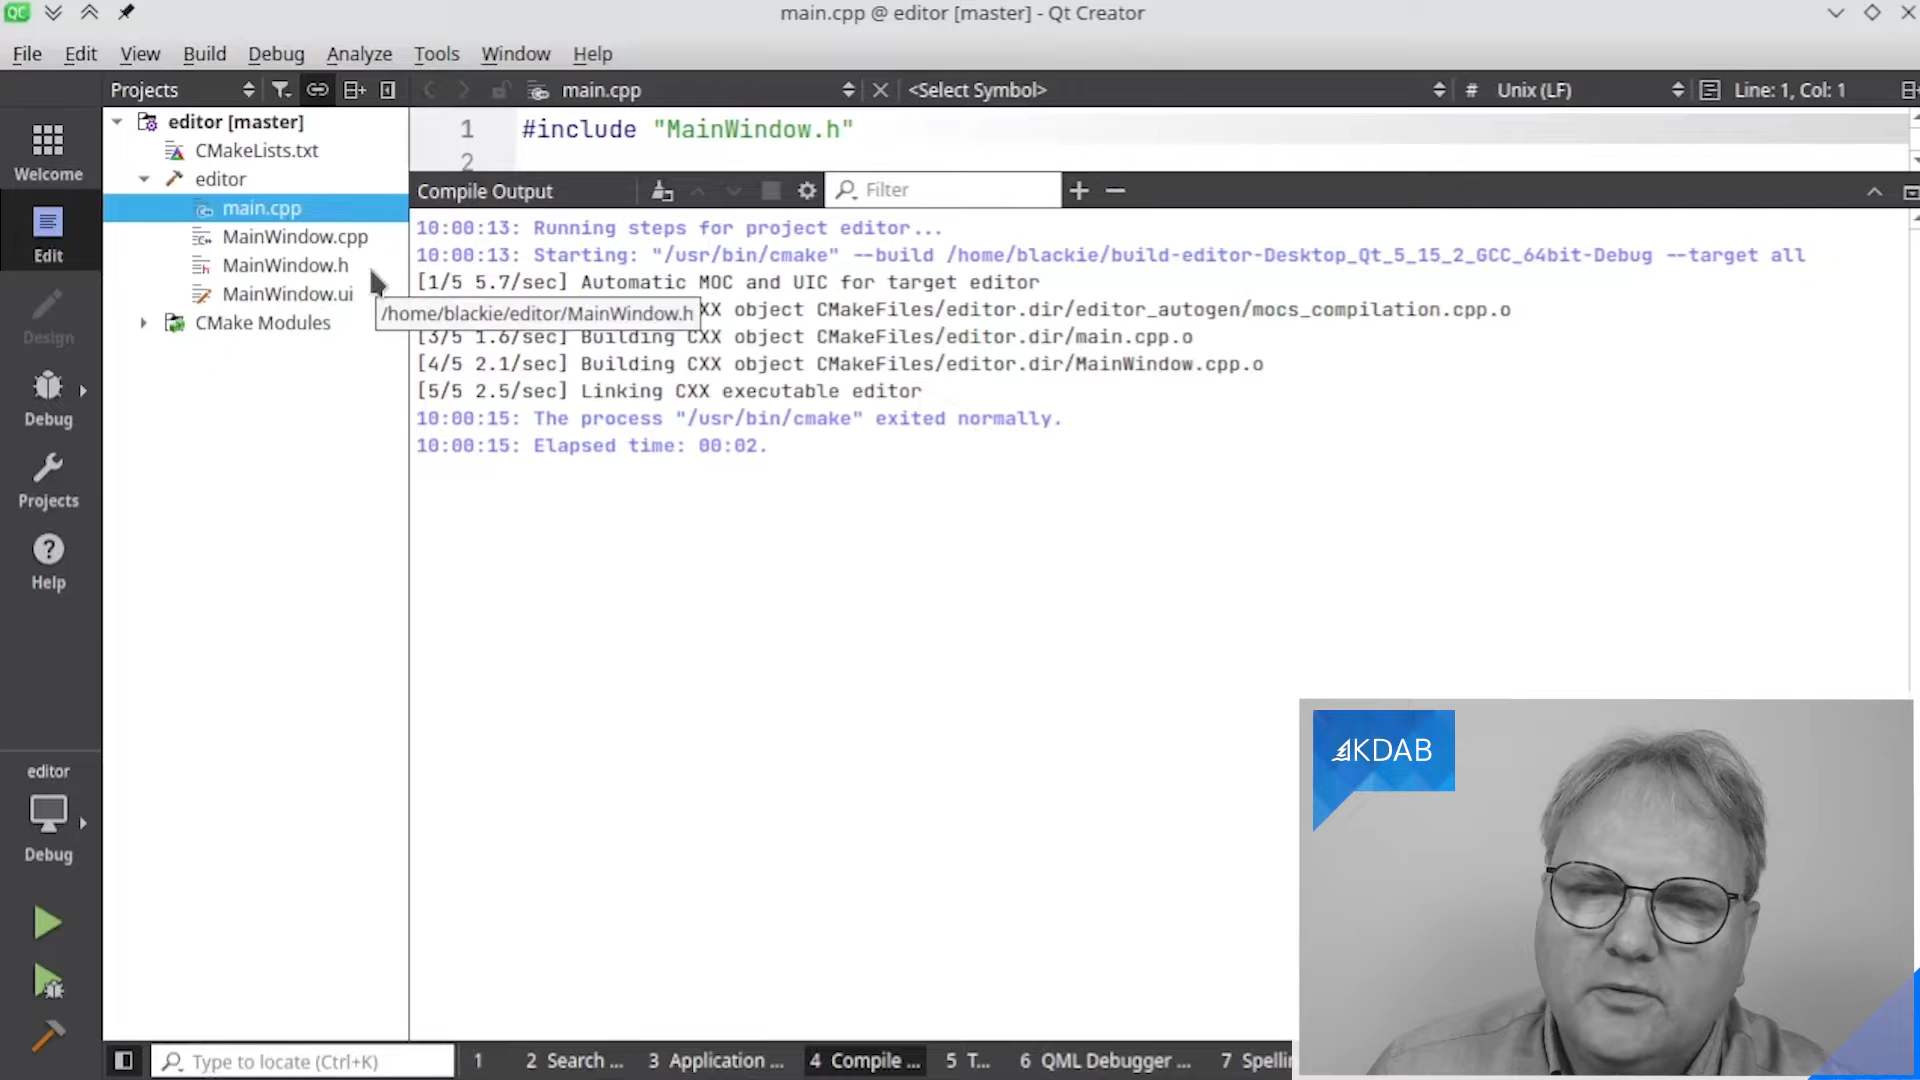 main.cpp @ editor [master] - Qt Creator
File Edit View Build Debug Analyze Tools Window Help
Projects
main.cpp
<Select Symbol>
# Unix (LF)
Line: 1, Col: 1
Welcome
Edit
Design
Debug
Projects
Help
editor
Debug
editor [master]
CMakeLists.txt
editor
main.cpp
MainWindow.cpp
MainWindow.h
MainWindow.ui
CMake Modules
/home/blackie/editor/MainWindow.h
1 #include "MainWindow.h"
2
Compile Output
Filter
10:00:13: Running steps for project editor...
10:00:13: Starting: "/usr/bin/cmake" --build /home/blackie/build-editor-Desktop_Qt_5_15_2_GCC_64bit-Debug --target all
[1/5 5.7/sec] Automatic MOC and UIC for target editor
XX object CMakeFiles/editor.dir/editor_autogen/mocs_compilation.cpp.o
[3/5 1.6/sec] Building CXX object CMakeFiles/editor.dir/main.cpp.o
[4/5 2.1/sec] Building CXX object CMakeFiles/editor.dir/MainWindow.cpp.o
[5/5 2.5/sec] Linking CXX executable editor
10:00:15: The process "/usr/bin/cmake" exited normally.
10:00:15: Elapsed time: 00:02.
KDAB
Type to locate (Ctrl+K)
1 2 Search ... 3 Application ... 4 Compile ... 5 T... 6 QML Debugger ... 7 Spelli